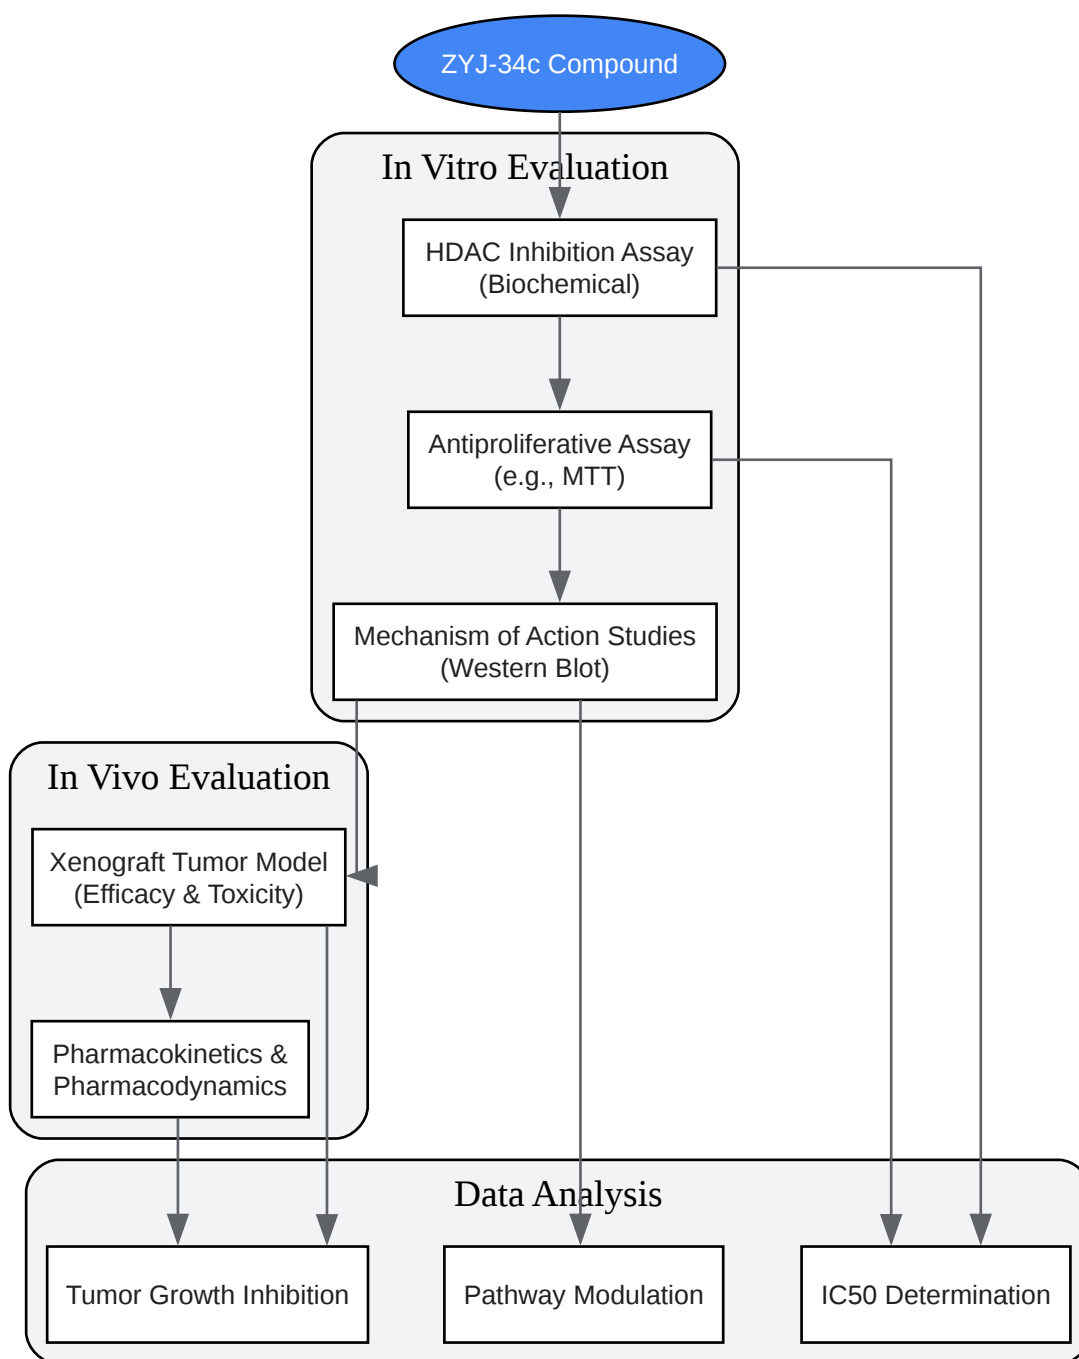 ZYJ-34c Compound
In Vitro Evaluation
HDAC Inhibition Assay
(Biochemical)
Antiproliferative Assay
(e.g., MTT)
Mechanism of Action Studies
(Western Blot)
In Vivo Evaluation
Xenograft Tumor Model
(Efficacy & Toxicity)
Pharmacokinetics &
Pharmacodynamics
Data Analysis
Tumor Growth Inhibition
Pathway Modulation
IC50 Determination